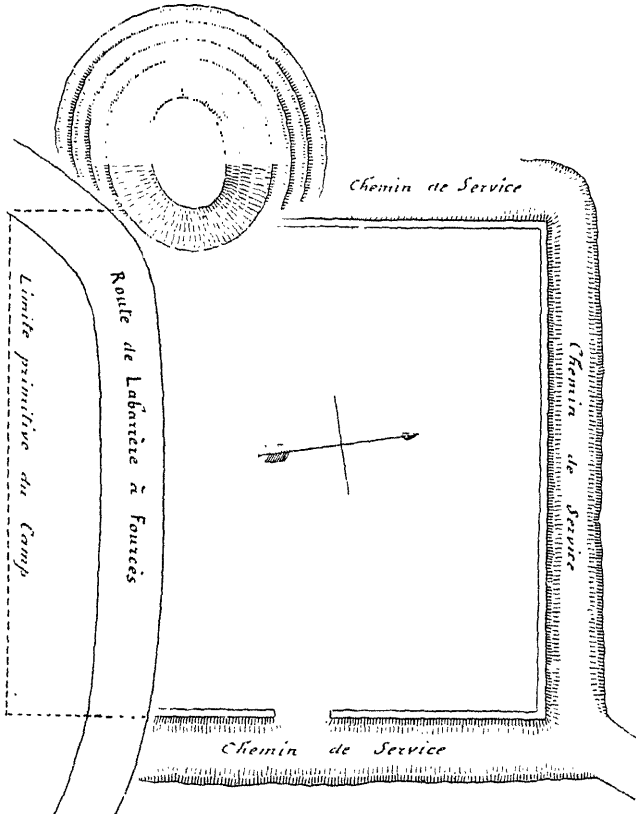 Chemin de Service
Limite primitive du Camp
Route de Labarrère à Fourcès
Chemin de Service
Chemin de Service